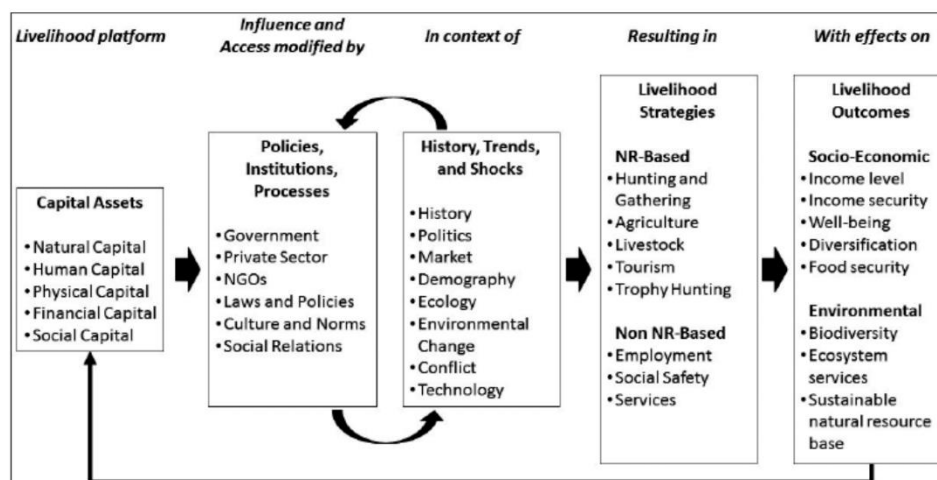 Livelihood platform
Influence and
Access modified by
In context of
Resulting in
With effects on
Capital Assets
• Natural Capital
• Human Capital
• Physical Capital
• Financial Capital
• Social Capital
Policies,
Institutions,
Processes
• Government
• Private Sector
• NGOs
• Laws and Policies
• Culture and Norms
• Social Relations
History, Trends,
and Shocks
• History
• Politics
• Market
• Demography
• Ecology
• Environmental
Change
• Conflict
• Technology
Livelihood
Strategies
NR-Based
• Hunting and
Gathering
• Agriculture
• Livestock
• Tourism
• Trophy Hunting
Non NR-Based
• Employment
• Social Safety
• Services
Livelihood
Outcomes
Socio-Economic
• Income level
• Income security
• Well-being
• Diversification
• Food security
Environmental
• Biodiversity
• Ecosystem
services
• Sustainable
natural resource
base